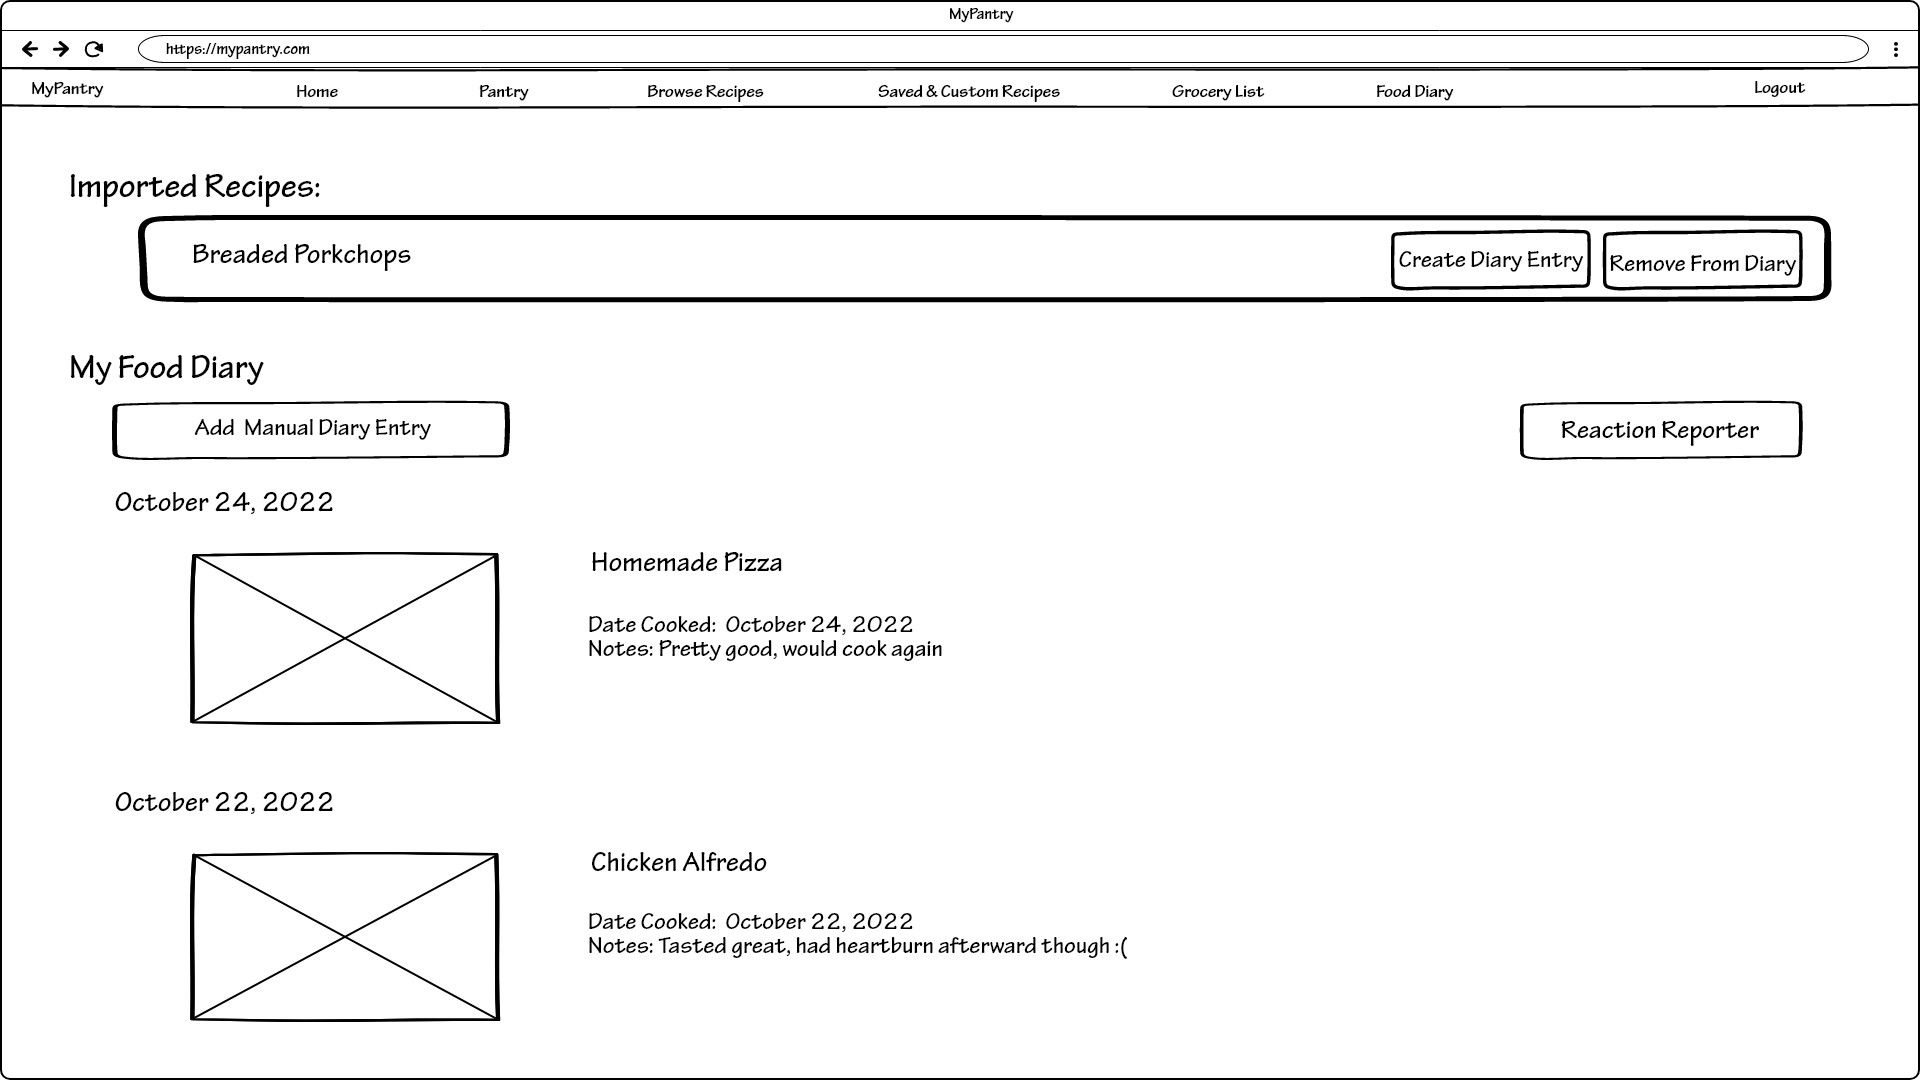 MyPantry
https://mypantry.com
MyPantry Home Pantry Browse Recipes Saved & Custom Recipes Grocery List Food Diary Logout
Imported Recipes:
Breaded Porkchops Create Diary Entry Remove From Diary
My Food Diary
Add Manual Diary Entry Reaction Reporter
October 24, 2022
Homemade Pizza
Date Cooked: October 24, 2022
Notes: Pretty good, would cook again
October 22, 2022
Chicken Alfredo
Date Cooked: October 22, 2022
Notes: Tasted great, had heartburn afterward though :(